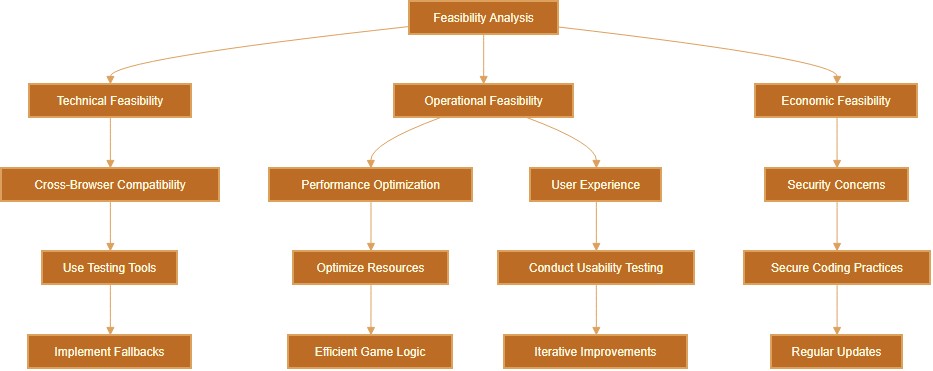 Feasibility Analysis
Technical Feasibility
Operational Feasibility
Economic Feasibility
Cross-Browser Compatibility
Performance Optimization
User Experience
Security Concerns
Use Testing Tools
Optimize Resources
Conduct Usability Testing
Secure Coding Practices
Implement Fallbacks
Efficient Game Logic
Iterative Improvements
Regular Updates